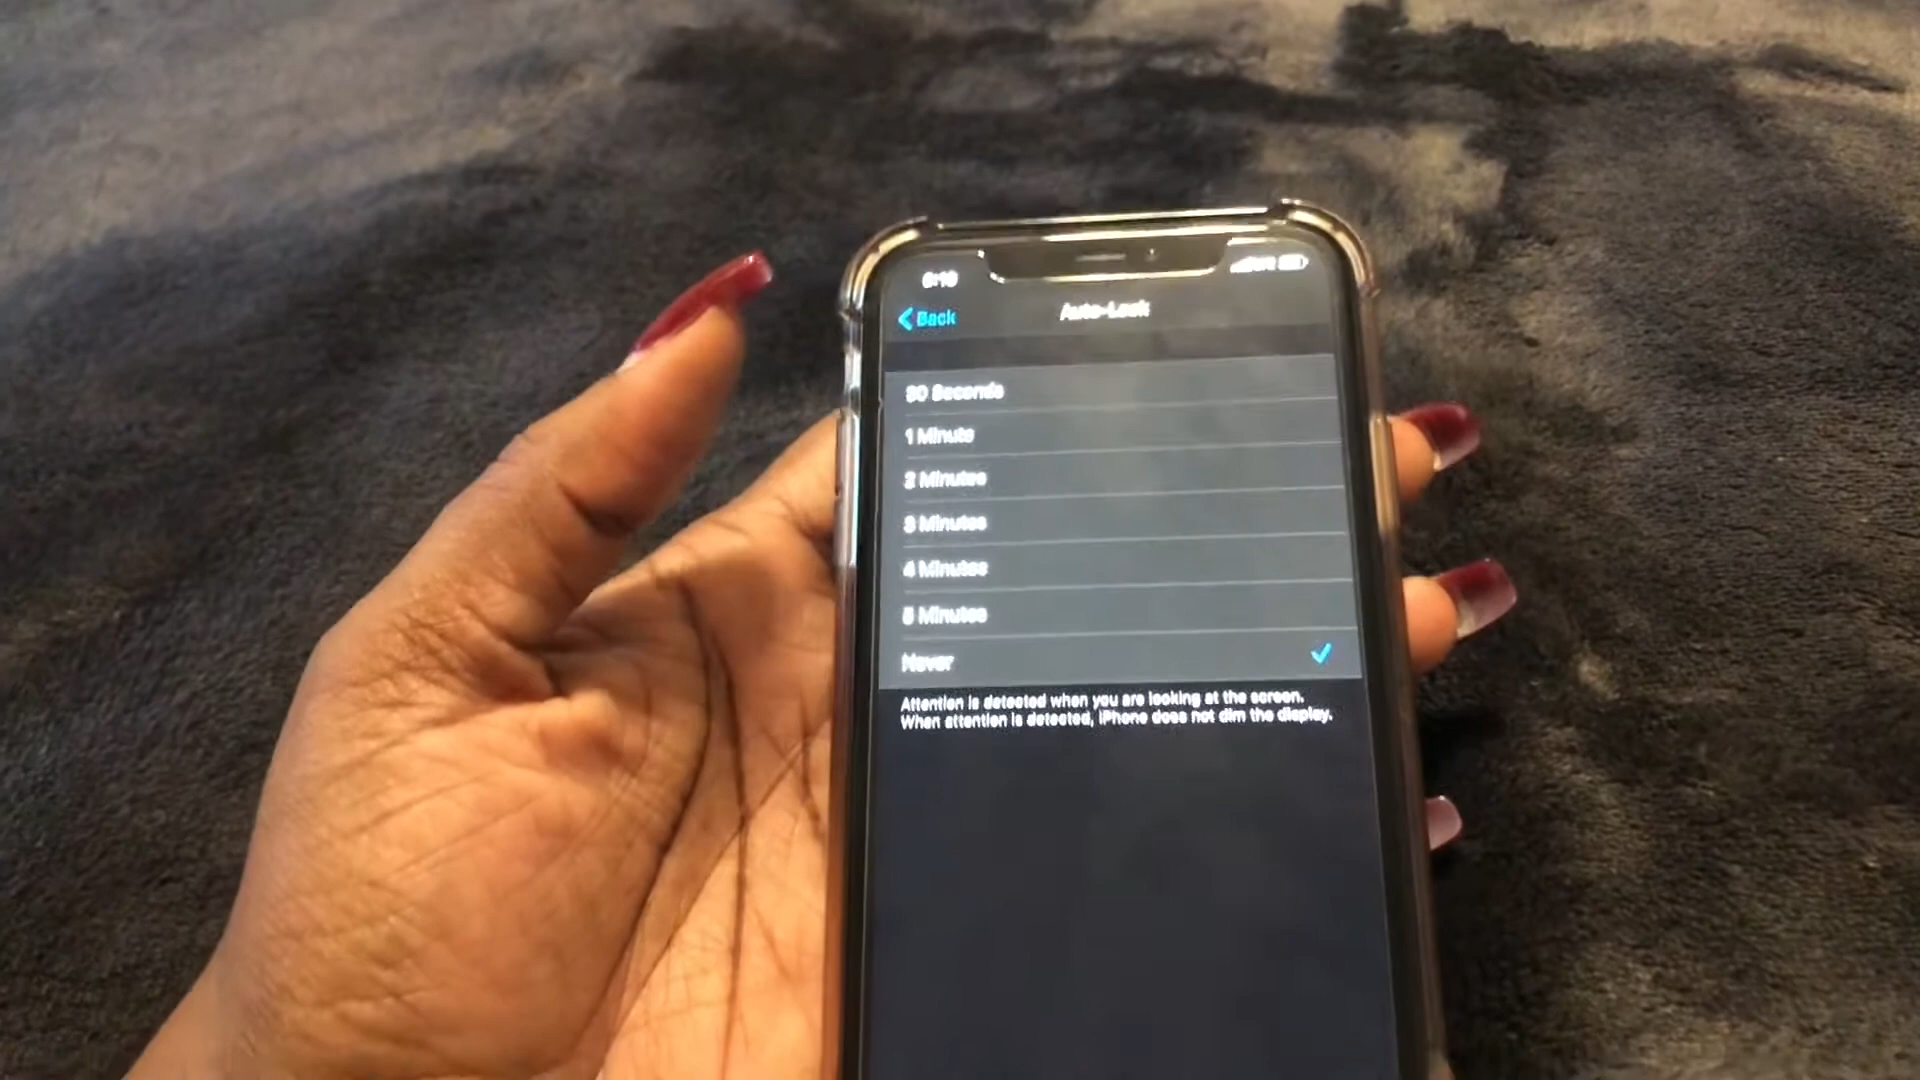 Back
Auto-Lock
30 Seconds
1 Minute
2 Minutes
3 Minutes
4 Minutes
5 Minutes
Never
Attention is detected when you are looking at the screen.
When attention is detected, iPhone does not dim the display.